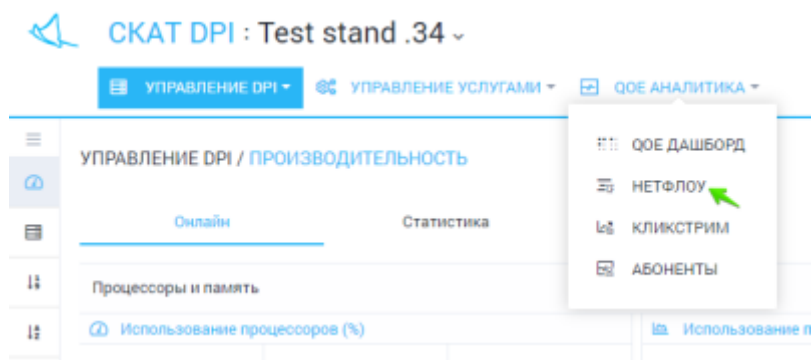 СКАТ DPI : Test stand .34
УПРАВЛЕНИЕ DPI УПРАВЛЕНИЕ УСЛУГАМИ QOE АНАЛИТИКА
QOE ДАШБОРД
НЕТФЛОУ
КЛИКСТРИМ
АБОНЕНТЫ
УПРАВЛЕНИЕ DPI / ПРОИЗВОДИТЕЛЬНОСТЬ
Онлайн Статистика
Процессоры и память
Использование процессоров (%) Использование